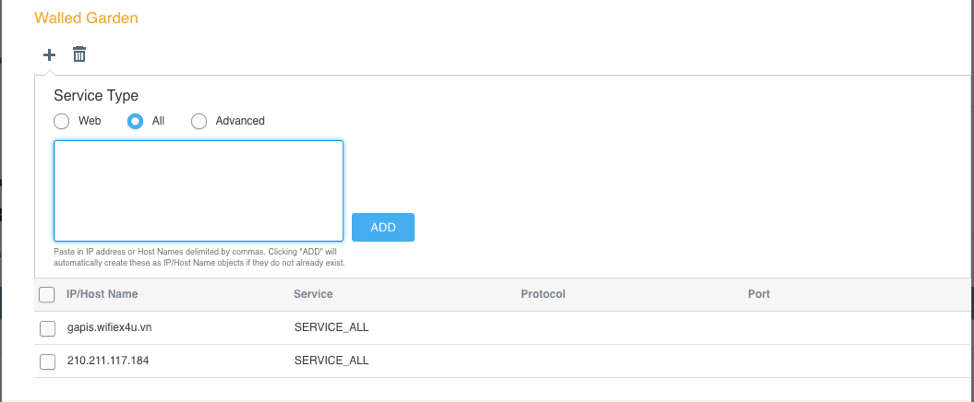 Walled Garden
Service Type
Web All Advanced
ADD
Paste in IP address or Host Names delimited by commas. Clicking "ADD" will
automatically create these as IP/Host Name objects if they do not already exist.
IP/Host Name Service Protocol Port
gapis.wifiex4u.vn SERVICE_ALL
210.211.117.184 SERVICE_ALL